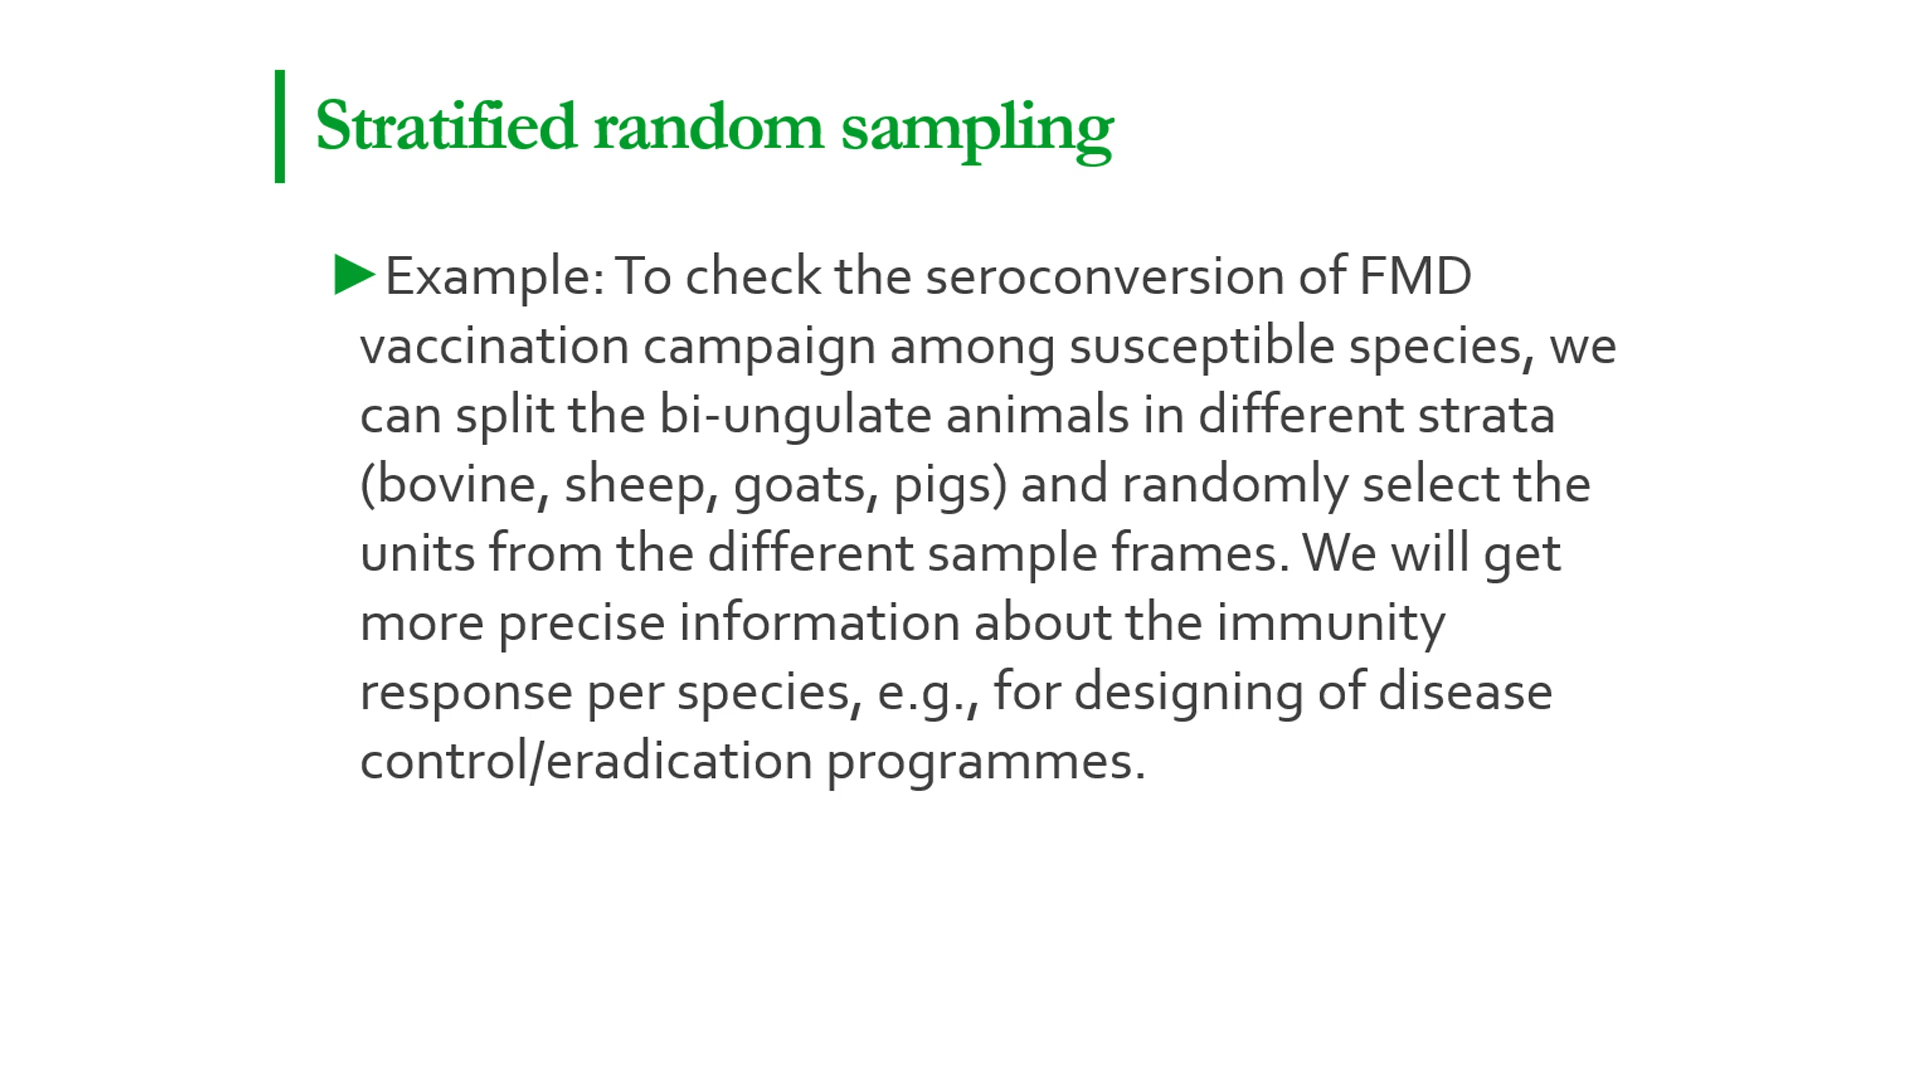 Stratified random sampling
►Example: To check the seroconversion of FMD
vaccination campaign among susceptible species, we
can split the bi-ungulate animals in different strata
(bovine, sheep, goats, pigs) and randomly select the
units from the different sample frames. We will get
more precise information about the immunity
response per species, e.g., for designing of disease
control/eradication programmes.